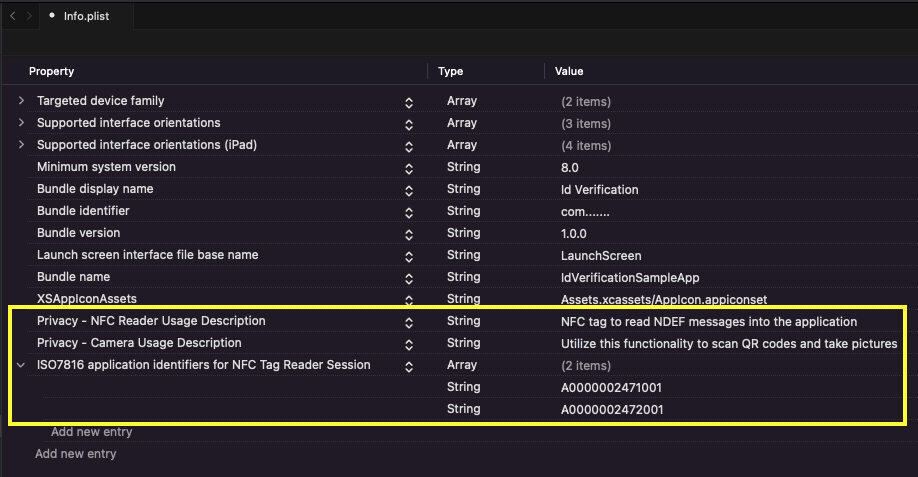 Info.plist
Property Type Value
Targeted device family Array (2 items)
Supported interface orientations Array (3 items)
Supported interface orientations (iPad) Array (4 items)
Minimum system version String 8.0
Bundle display name String Id Verification
Bundle identifier String com.......
Bundle version String 1.0.0
Launch screen interface file base name String LaunchScreen
Bundle name String IdVerificationSampleApp
XSAppIconAssets String Assets.xcassets/AppIcon.appiconset
Privacy - NFC Reader Usage Description String NFC tag to read NDEF messages into the application
Privacy - Camera Usage Description String Utilize this functionality to scan QR codes and take pictures
ISO7816 application identifiers for NFC Tag Reader Session Array (2 items)
String A0000002471001
String A0000002472001
Add new entry
Add new entry